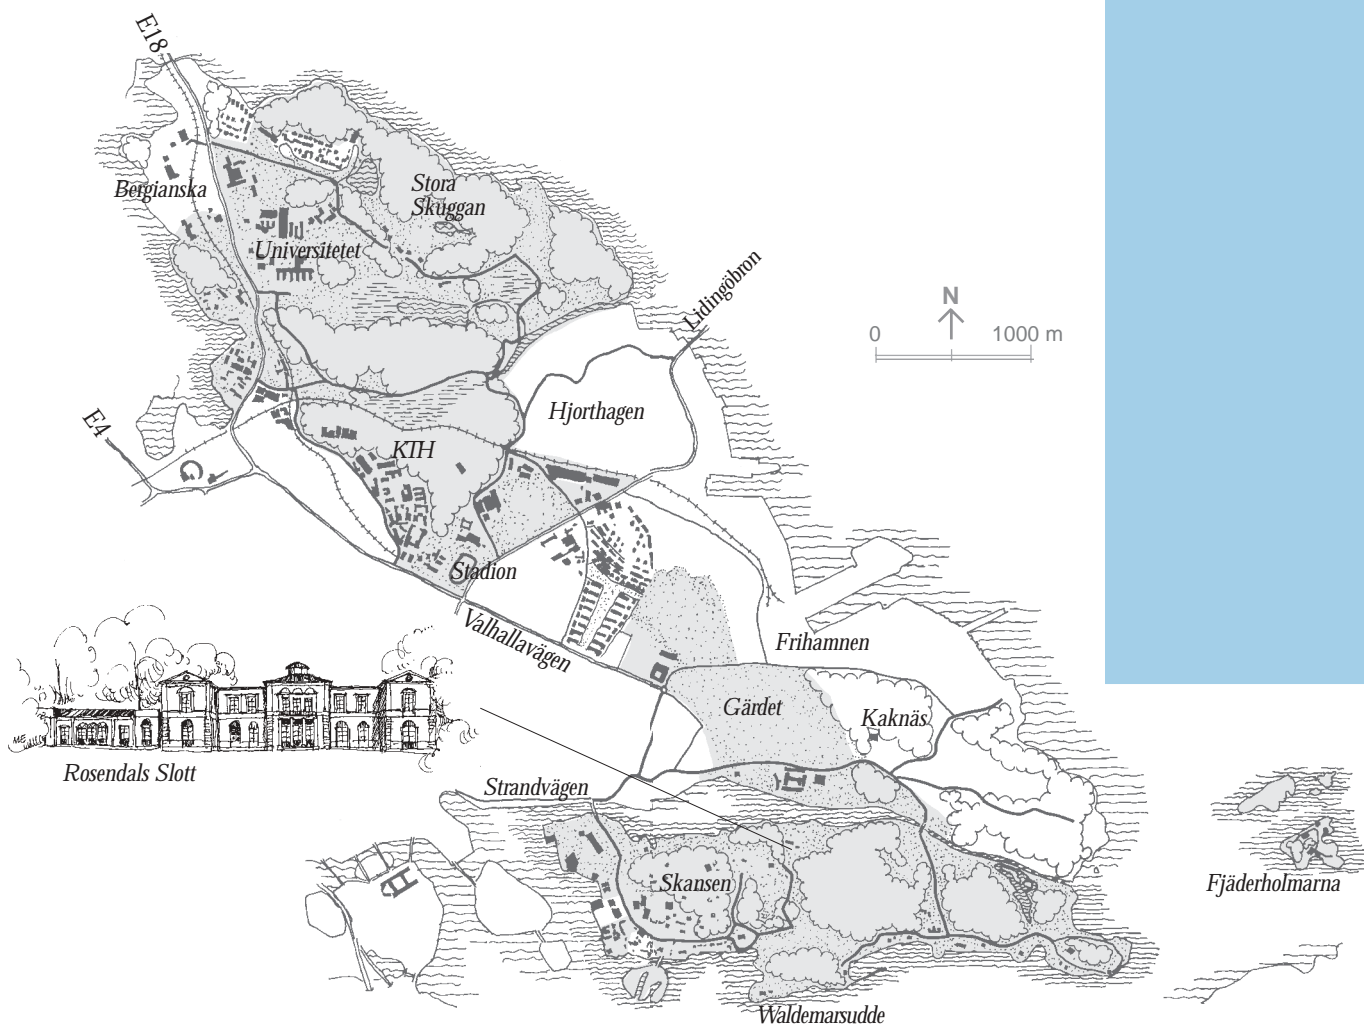 E18
Bergianska
Stora
Skuggan
Universitetet
Lidingöbron
N
0 1000 m
E4
Hjorthagen
KTH
Stadion
Valhallavägen
Frihamnen
Gärdet
Kaknäs
ME
Rosendals Slott
Strandvägen
Skansen
Fjäderholmarna
Waldemarsudde